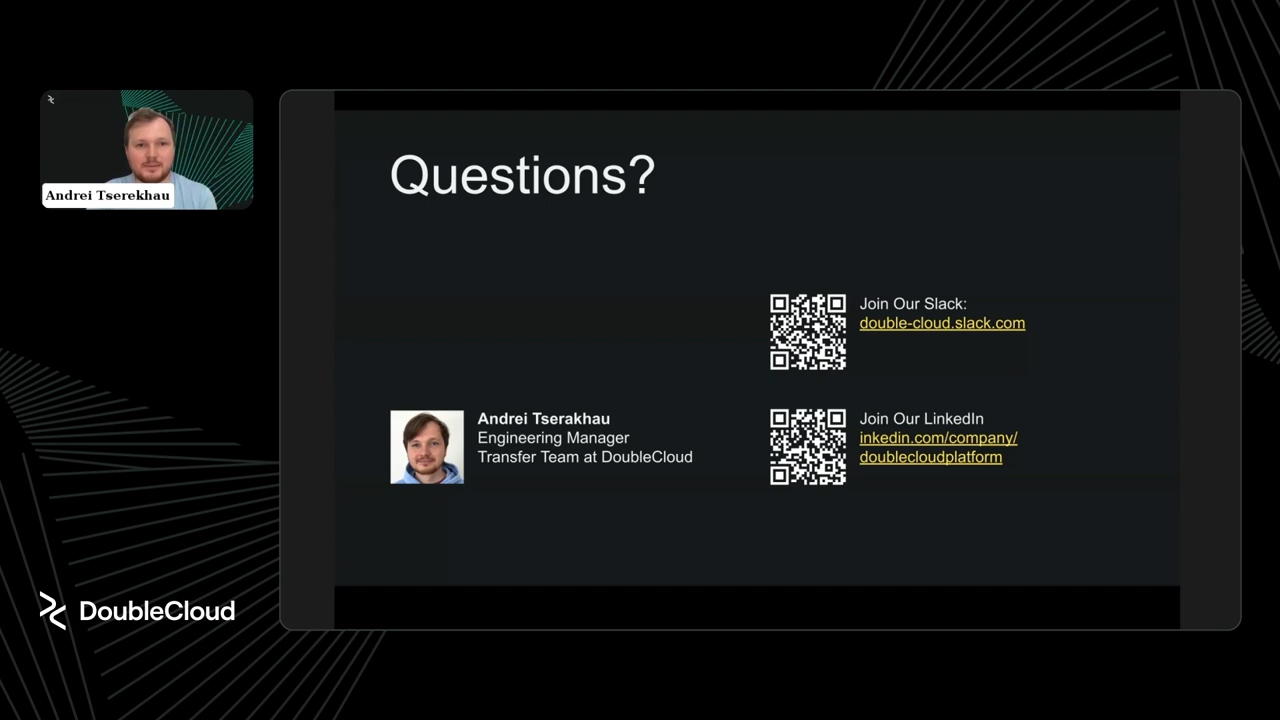 Andrei Tserekhau
Questions?
Join Our Slack:
double-cloud.slack.com
Andrei Tserakhau
Engineering Manager
Transfer Team at DoubleCloud
Join Our LinkedIn
inkedin.com/company/
doublecloudplatform
DoubleCloud